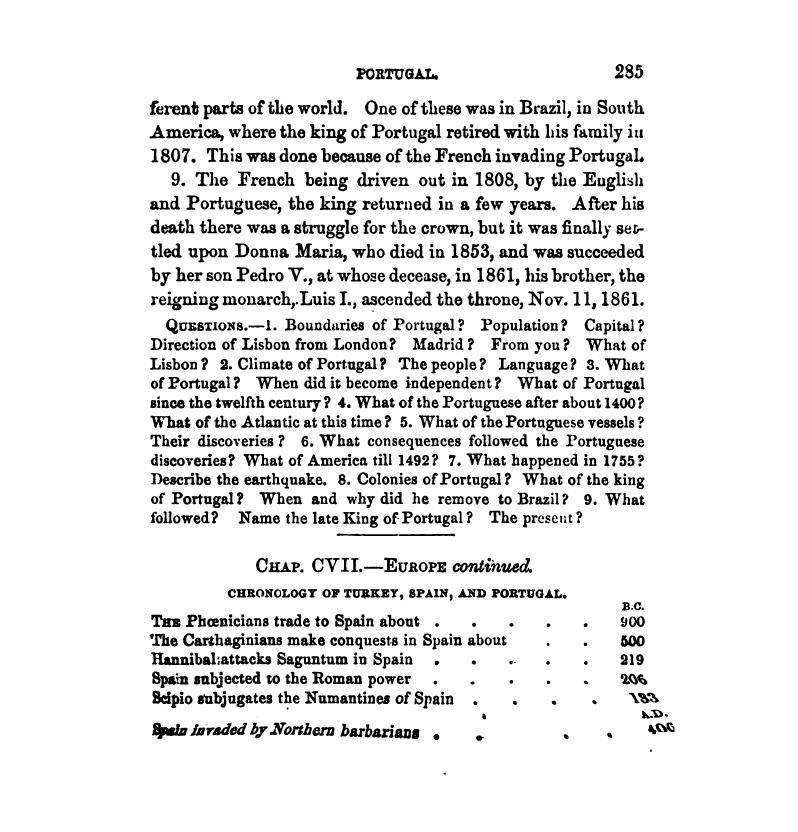 PORTUGAL. 285
ferent parts of the world. One of these was in Brazil, in South
America, where the king of Portugal retired with his family in
1807. This was done because of the French invading Portugal.
9. The French being driven out in 1808, by the English
and Portuguese, the king returned in a few years. After his
death there was a struggle for the crown, but it was finally set-
tled upon Donna Maria, who died in 1853, and was succeeded
by her son Pedro V., at whose decease, in 1861, his brother, the
reigning monarch, Luis I., ascended the throne, Nov. 11, 1861.
QUESTIONS.—1. Boundaries of Portugal? Population? Capital?
Direction of Lisbon from London? Madrid? From you? What of
Lisbon? 2. Climate of Portugal? The people? Language? 3. What
of Portugal? When did it become independent? What of Portugal
since the twelfth century? 4. What of the Portuguese after about 1400?
What of the Atlantic at this time? 5. What of the Portuguese vessels?
Their discoveries? 6. What consequences followed the Portuguese
discoveries? What of America till 1492? 7. What happened in 1755?
Describe the earthquake. 8. Colonies of Portugal? What of the king
of Portugal? When and why did he remove to Brazil? 9. What
followed? Name the late King of Portugal? The present?
CHAP. CVII.—EUROPE continued.
CHRONOLOGY OF TURKEY, SPAIN, AND PORTUGAL.
B.C.
THE Phœnicians trade to Spain about . . . . . 900
The Carthaginians make conquests in Spain about . . 500
Hannibal attacks Saguntum in Spain . . . . . 219
Spain subjected to the Roman power . . . . . 206
Scipio subjugates the Numantines of Spain . . . . 133
A.D.
Spain invaded by Northern barbarians . . . . 406